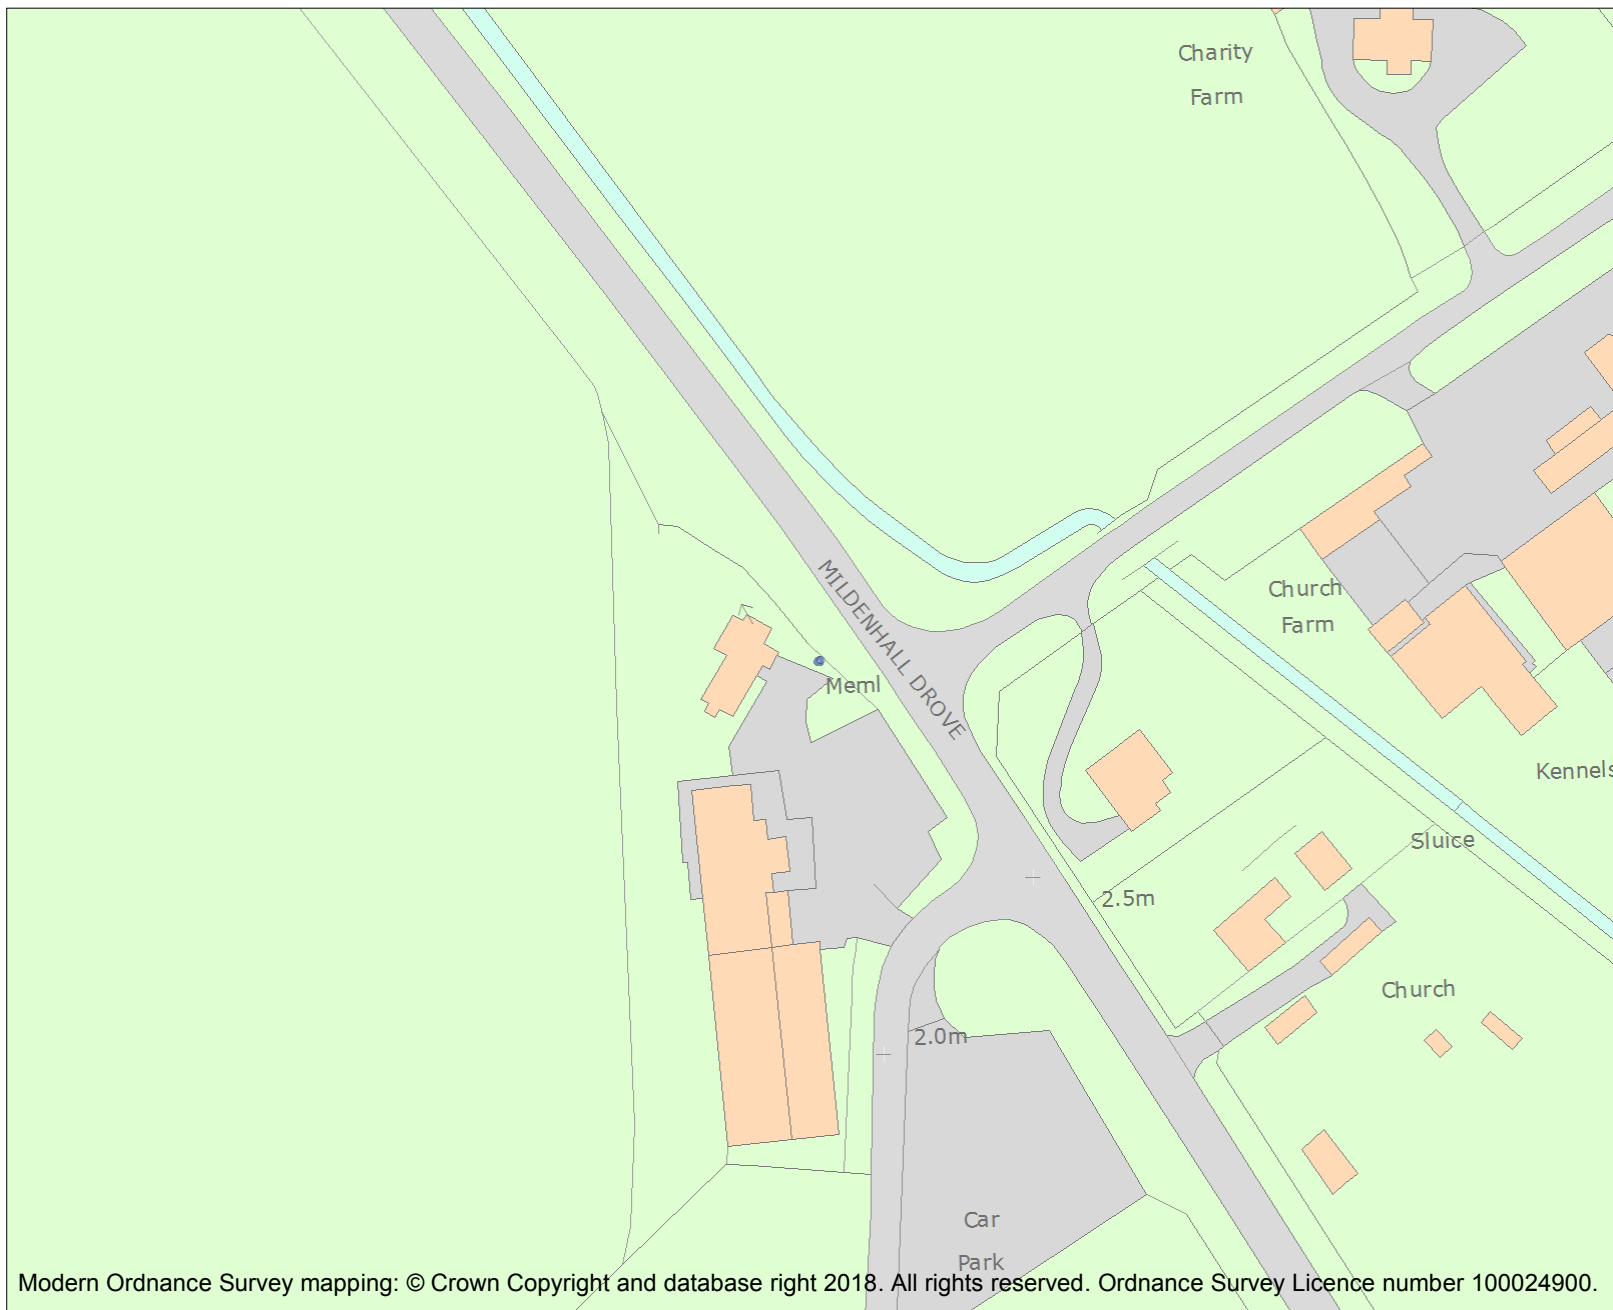 Charity
Farm
MILDENHALL DROVE
Church
Farm
Meml
Kennels
Sluice
2.5m
Church
2.0m
Car
Park
Modern Ordnance Survey mapping: © Crown Copyright and database right 2018. All rights reserved. Ordnance Survey Licence number 100024900.